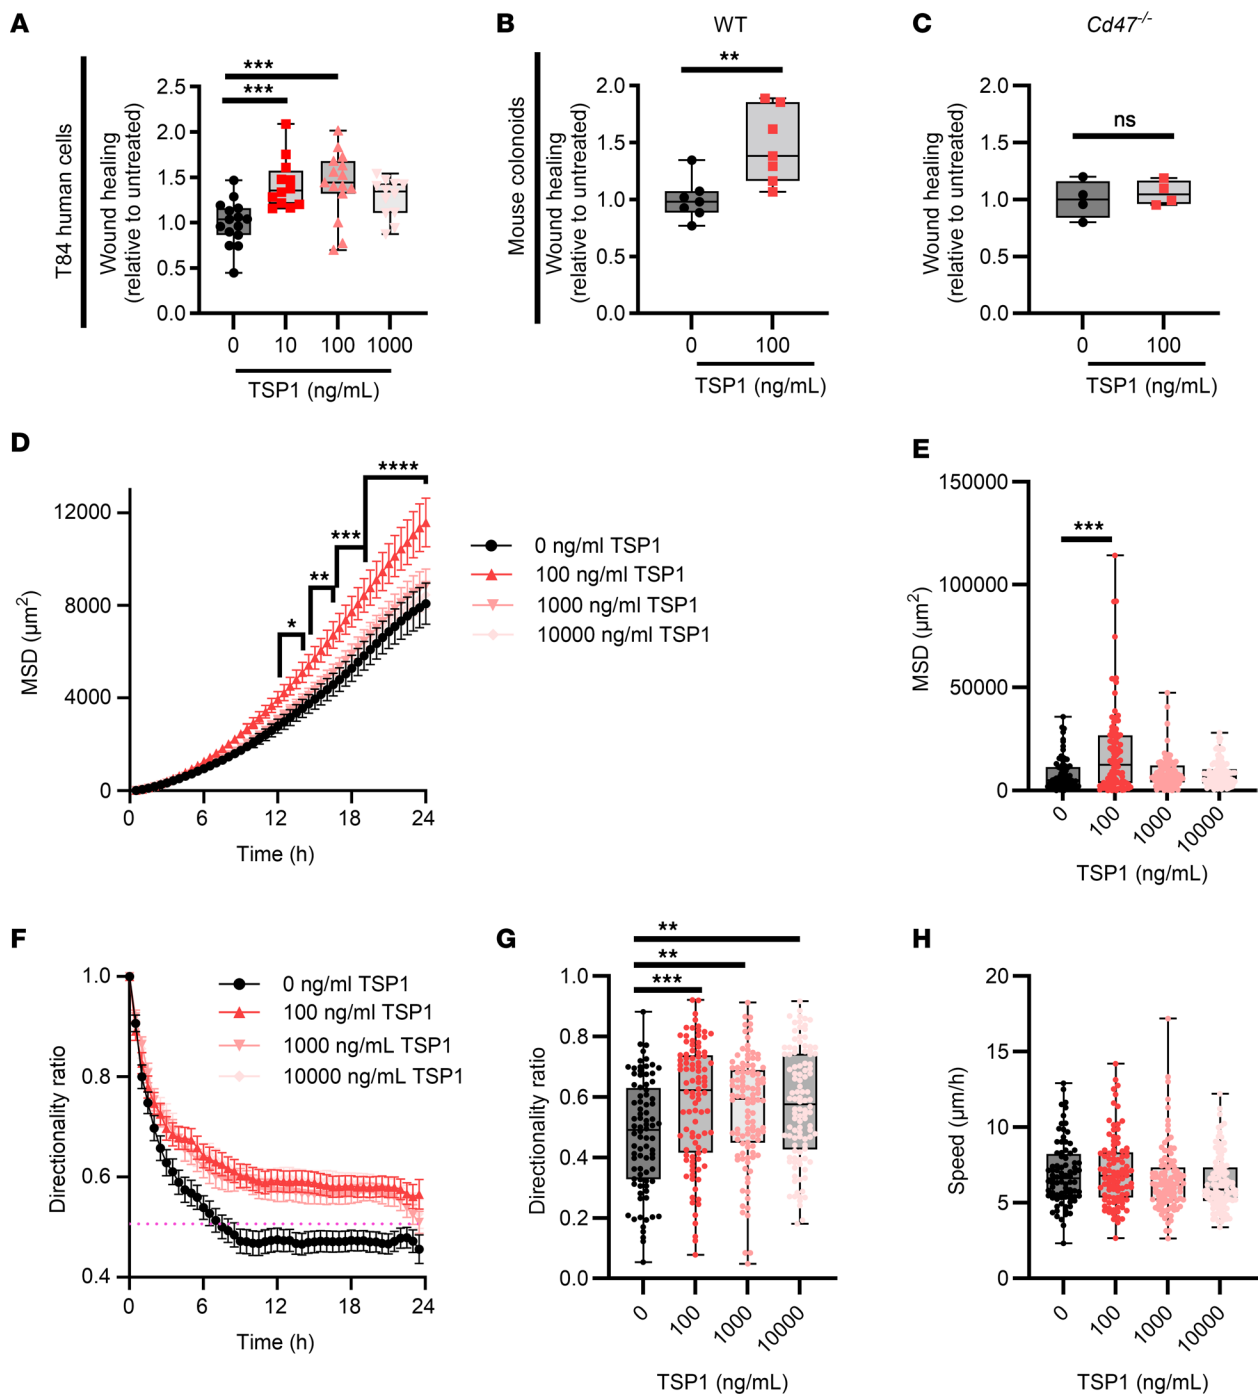 A
T84 human cells
Wound healing
(relative to untreated)
2.5
2.0
1.5
1.0
0.5
0.0
***
***
0 10 100 1000
TSP1 (ng/mL)
B
WT
Mouse colonoids
Wound healing
(relative to untreated)
2.0
1.5
1.0
0.5
0.0
**
0 100
TSP1 (ng/mL)
C
Cd47-/-
Wound healing
(relative to untreated)
2.0
1.5
1.0
0.5
0.0
ns
0 100
TSP1 (ng/mL)
D
MSD (µm2)
12000
8000
4000
0
*
**
***
****
0 6 12 18 24
Time (h)
0 ng/ml TSP1
100 ng/ml TSP1
1000 ng/ml TSP1
10000 ng/ml TSP1
E
MSD (µm2)
150000
100000
50000
0
***
0 100 1000 10000
TSP1 (ng/mL)
F
Directionality ratio
1.0
0.8
0.6
0.4
0 6 12 18 24
Time (h)
0 ng/ml TSP1
100 ng/ml TSP1
1000 ng/mL TSP1
10000 ng/mL TSP1
G
Directionality ratio
1.0
0.8
0.6
0.4
0.2
0.0
**
**
***
0 100 1000 10000
TSP1 (ng/mL)
H
Speed (µm/h)
20
15
10
5
0
0 100 1000 10000
TSP1 (ng/mL)